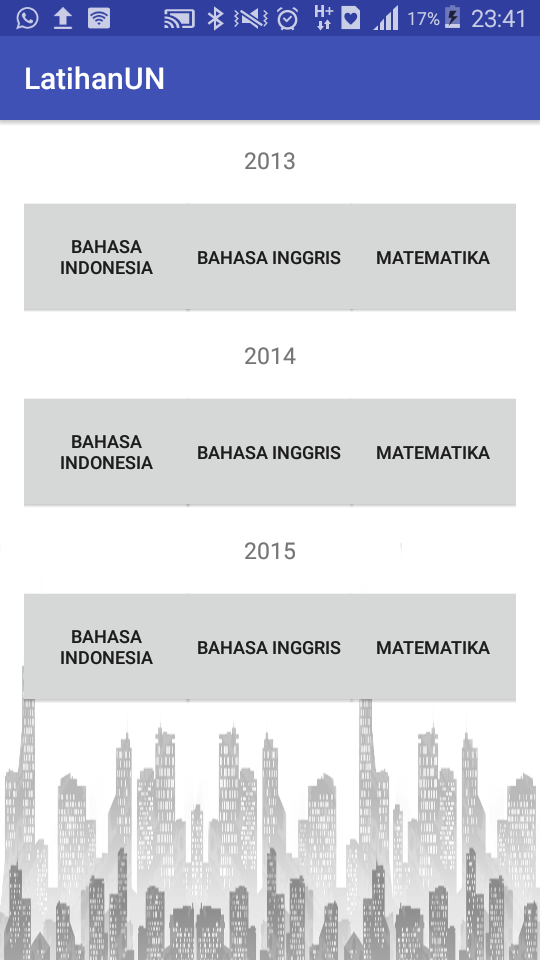 H+
17%
23:41
LatihanUN
2013
BAHASA
INDONESIA
BAHASA INGGRIS
MATEMATIKA
2014
BAHASA
INDONESIA
BAHASA INGGRIS
MATEMATIKA
2015
BAHASA
INDONESIA
BAHASA INGGRIS
MATEMATIKA